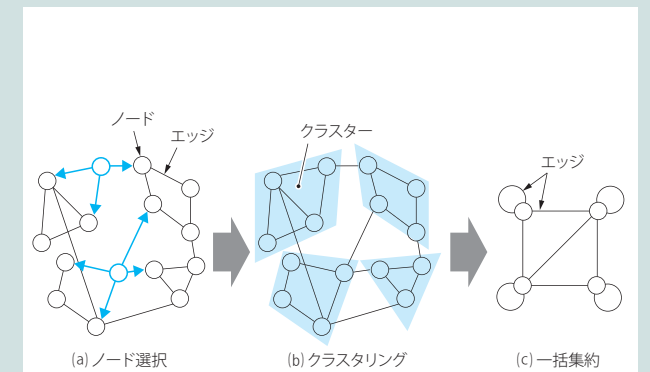 ノード
エッジ
クラスター
エッジ
(a) ノード選択
(b) クラスタリング
(c) 一括集約